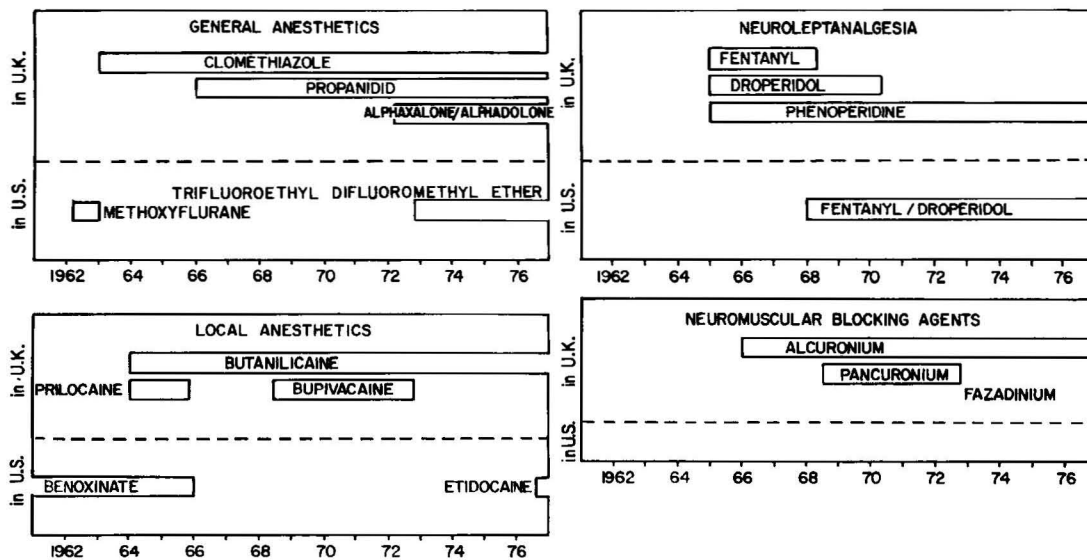 GENERAL ANESTHETICS
in U.K.
CLOMETHIAZOLE
PROPANIDID
ALPHAXALONE/ALPHADOLONE
in U.S.
TRIFLUOROETHYL DIFLUOROMETHYL ETHER
METHOXYFLURANE
1962 64 66 68 70 72 74 76
NEUROLEPTANALGESIA
in U.K.
FENTANYL
DROPERIDOL
PHENOPERIDINE
in U.S.
FENTANYL / DROPERIDOL
1962 64 66 68 70 72 74 76
LOCAL ANESTHETICS
in U.K.
BUTANILICAINE
PRILOCAINE BUPIVACAINE
in U.S.
BENOXINATE ETIDOCAINE
1962 64 66 68 70 72 74 76
NEUROMUSCULAR BLOCKING AGENTS
in U.K.
ALCURONIUM
PANCURONIUM
FAZADINIUM
in U.S.
1962 64 66 68 70 72 74 76